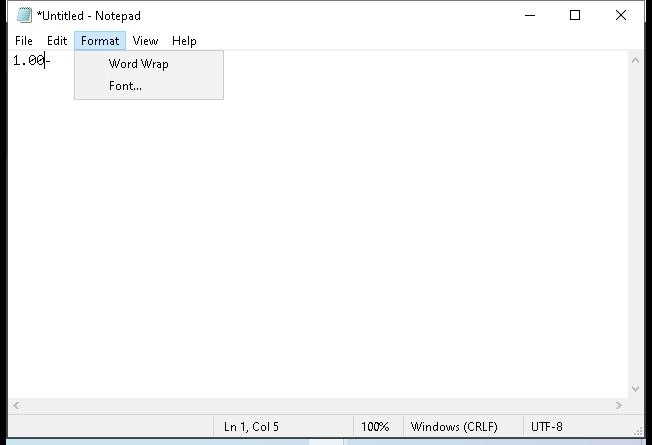 *Untitled - Notepad
File Edit Format View Help
1.00-
Word Wrap
Font...
Ln 1, Col 5 100% Windows (CRLF) UTF-8